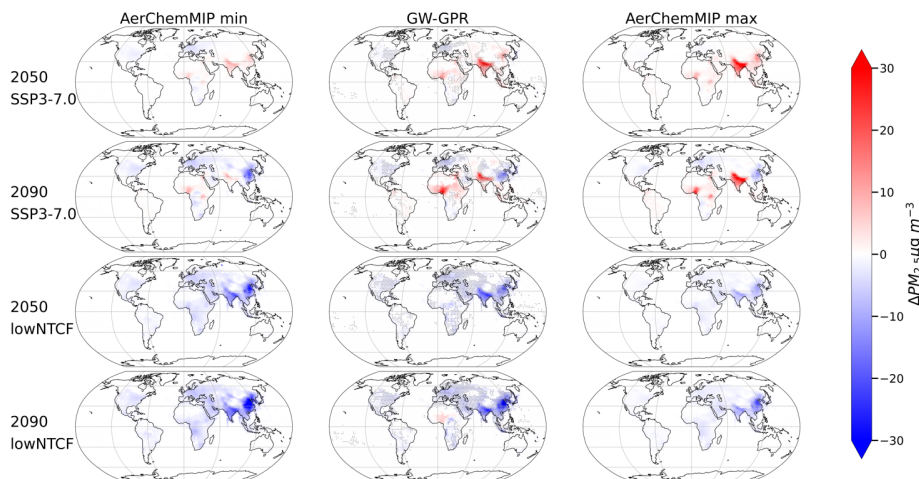 AerChemMIP min
GW-GPR
AerChemMIP max
2050
SSP3-7.0
2090
SSP3-7.0
2050
lowNTCF
2090
lowNTCF
30
20
10
0
−10
−20
−30
ΔPM2.5μg m−3